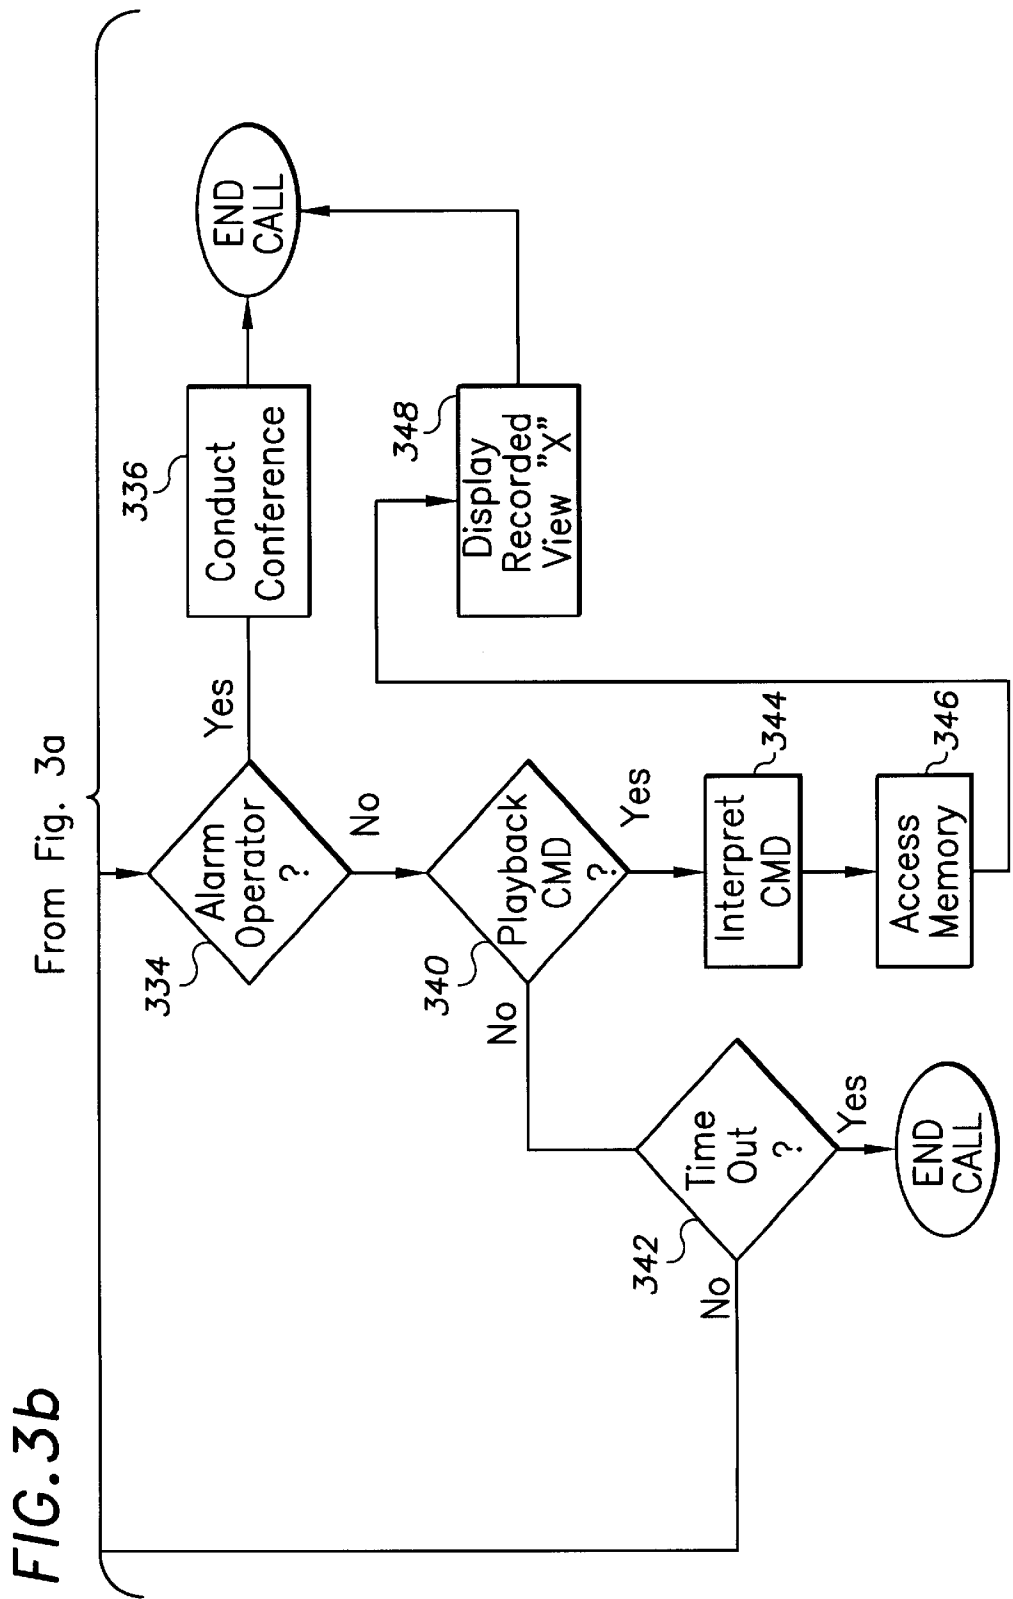 FIG.3b
From Fig. 3a
334
Alarm
Operator
?
Yes
336
Conduct
Conference
END
CALL
No
340
Playback
CMD
?
No
Yes
348
Display
Recorded
View "X"
342
Time
Out
?
No
Yes
END
CALL
344
Interpret
CMD
346
Access
Memory